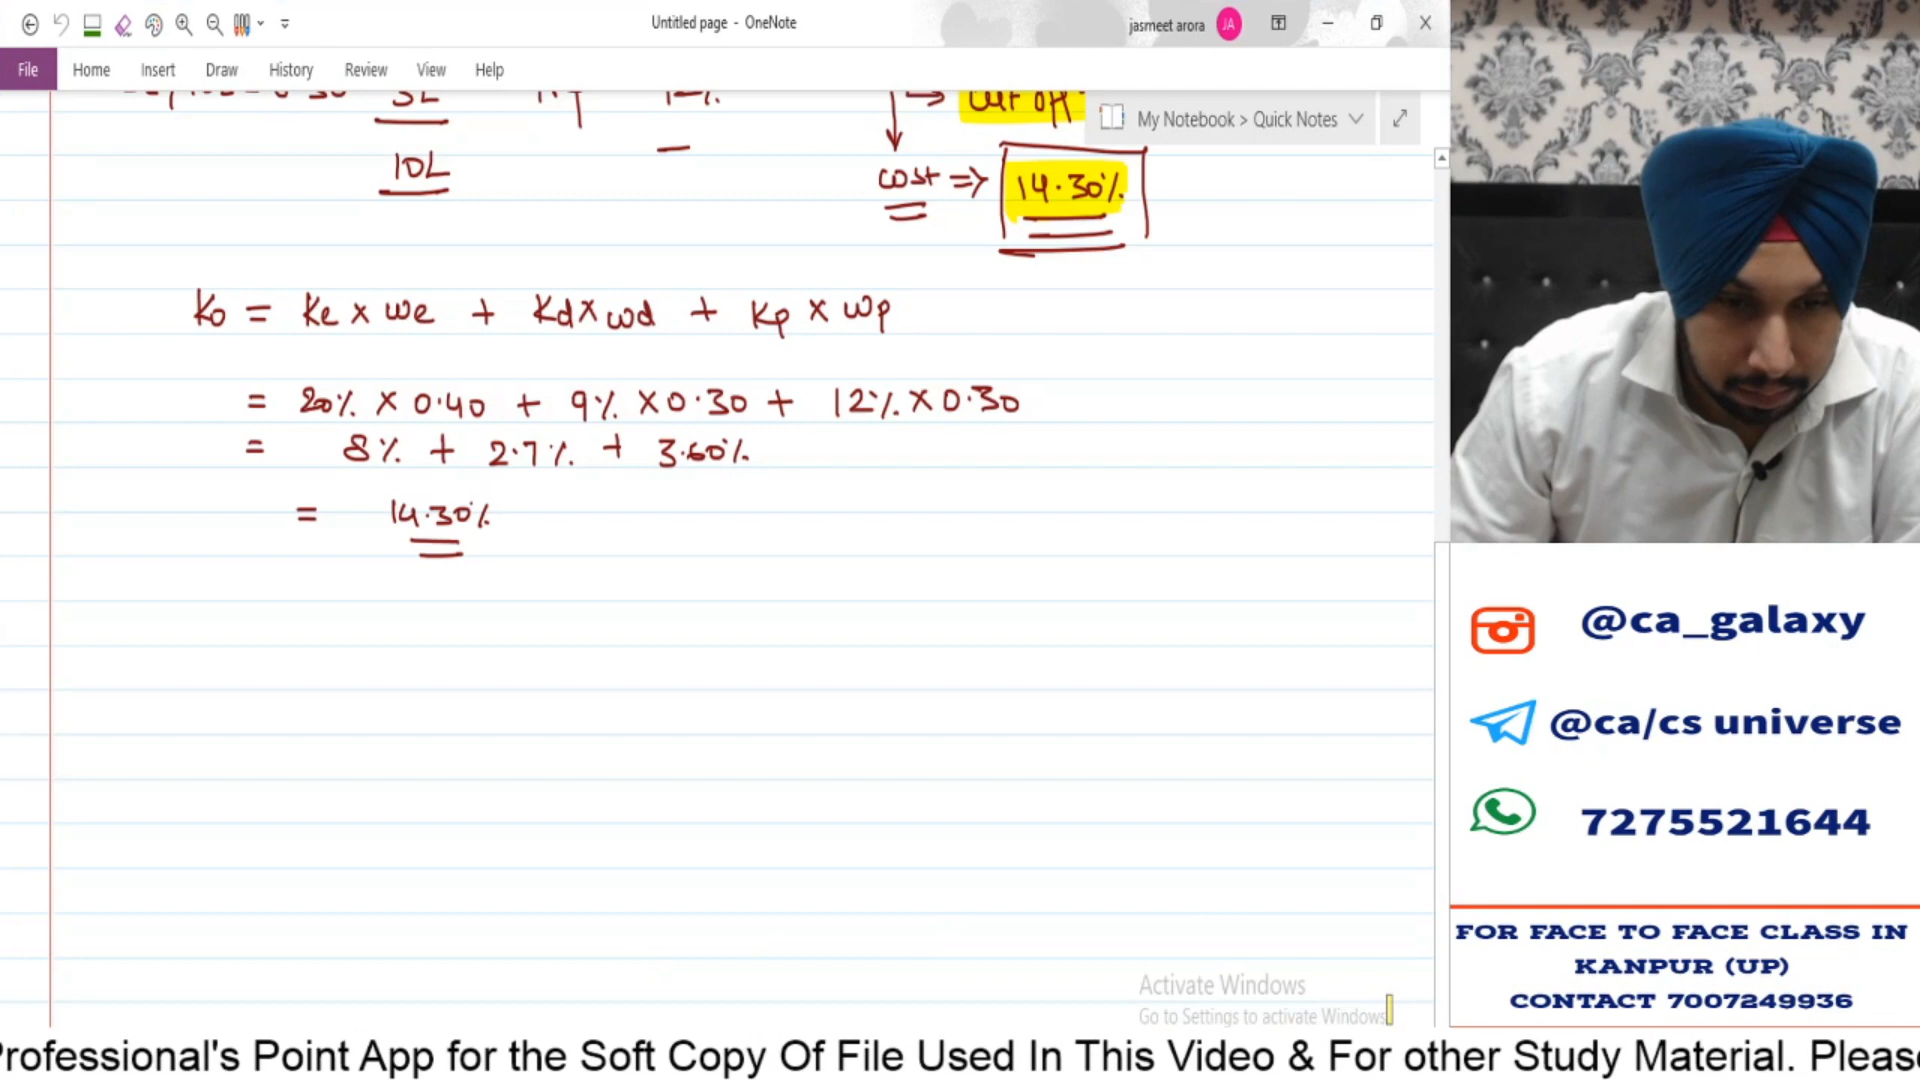 Untitled page - OneNote
jasmeet arora JA
File Home Insert Draw History Review View Help
My Notebook > Quick Notes
12%
cut off
10L
cost => 14.30%
Ko = Ke x we + Kd x wd + Kp x wp
= 20% x 0.40 + 9% x 0.30 + 12% x 0.30
= 8% + 2.7% + 3.60%
= 14.30%
@ca_galaxy
@ca/cs universe
7275521644
FOR FACE TO FACE CLASS IN
KANPUR (UP)
CONTACT 7007249936
Activate Windows
Go to Settings to activate Windows.
Professional's Point App for the Soft Copy Of File Used In This Video & For other Study Material. Please